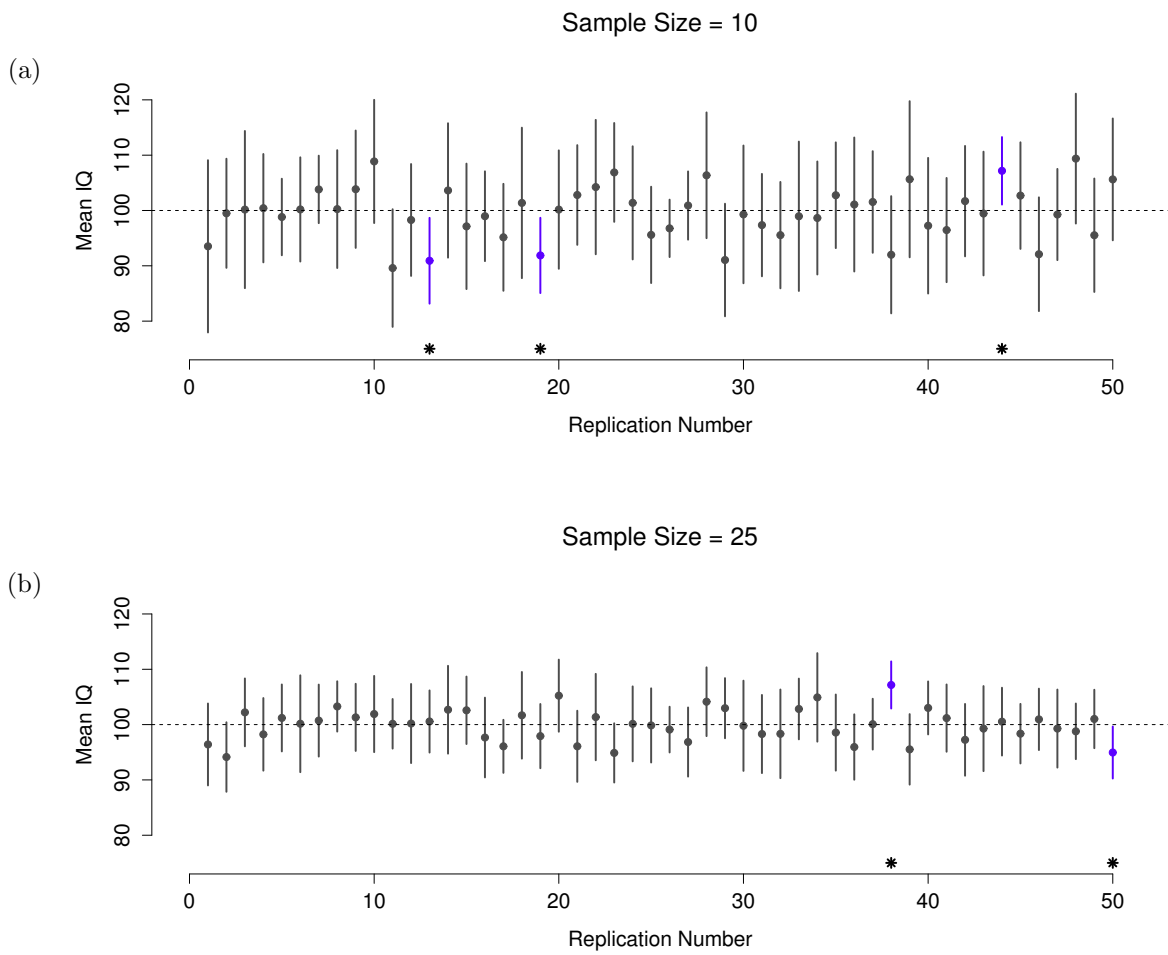 Sample Size = 10
(a)
Mean IQ
120
110
100
90
80
* * *
0 10 20 30 40 50
Replication Number
Sample Size = 25
(b)
Mean IQ
120
110
100
90
80
* *
0 10 20 30 40 50
Replication Number